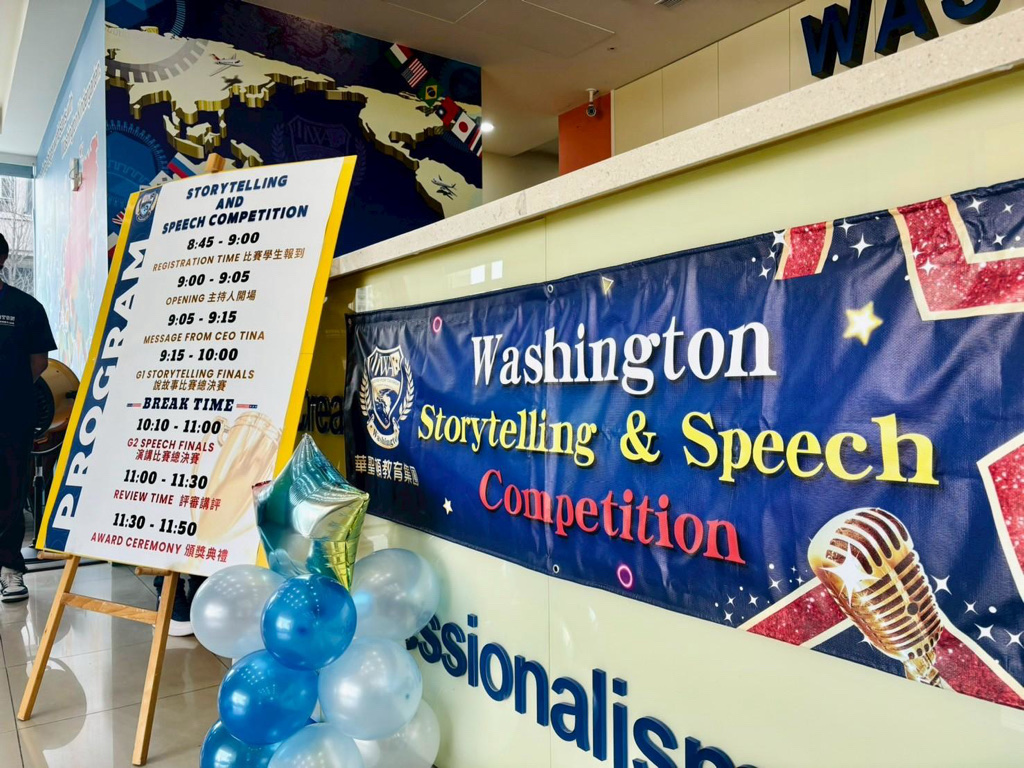 WAS
PROGRAM
STORYTELLING
AND
SPEECH COMPETITION
8:45 - 9:00
REGISTRATION TIME 比賽學生報到
9:00 - 9:05
OPENING 主持人開場
9:05 - 9:15
MESSAGE FROM CEO TINA
9:15 - 10:00
G1 STORYTELLING FINALS
說故事比賽總決賽
BREAK TIME
10:10 - 11:00
G2 SPEECH FINALS
演講比賽總決賽
11:00 - 11:30
REVIEW TIME 評審講評
11:30 - 11:50
AWARD CEREMONY 頒獎典禮
Washington
華盛頓教育集團
Washington
Storytelling & Speech
Competition
essionalism